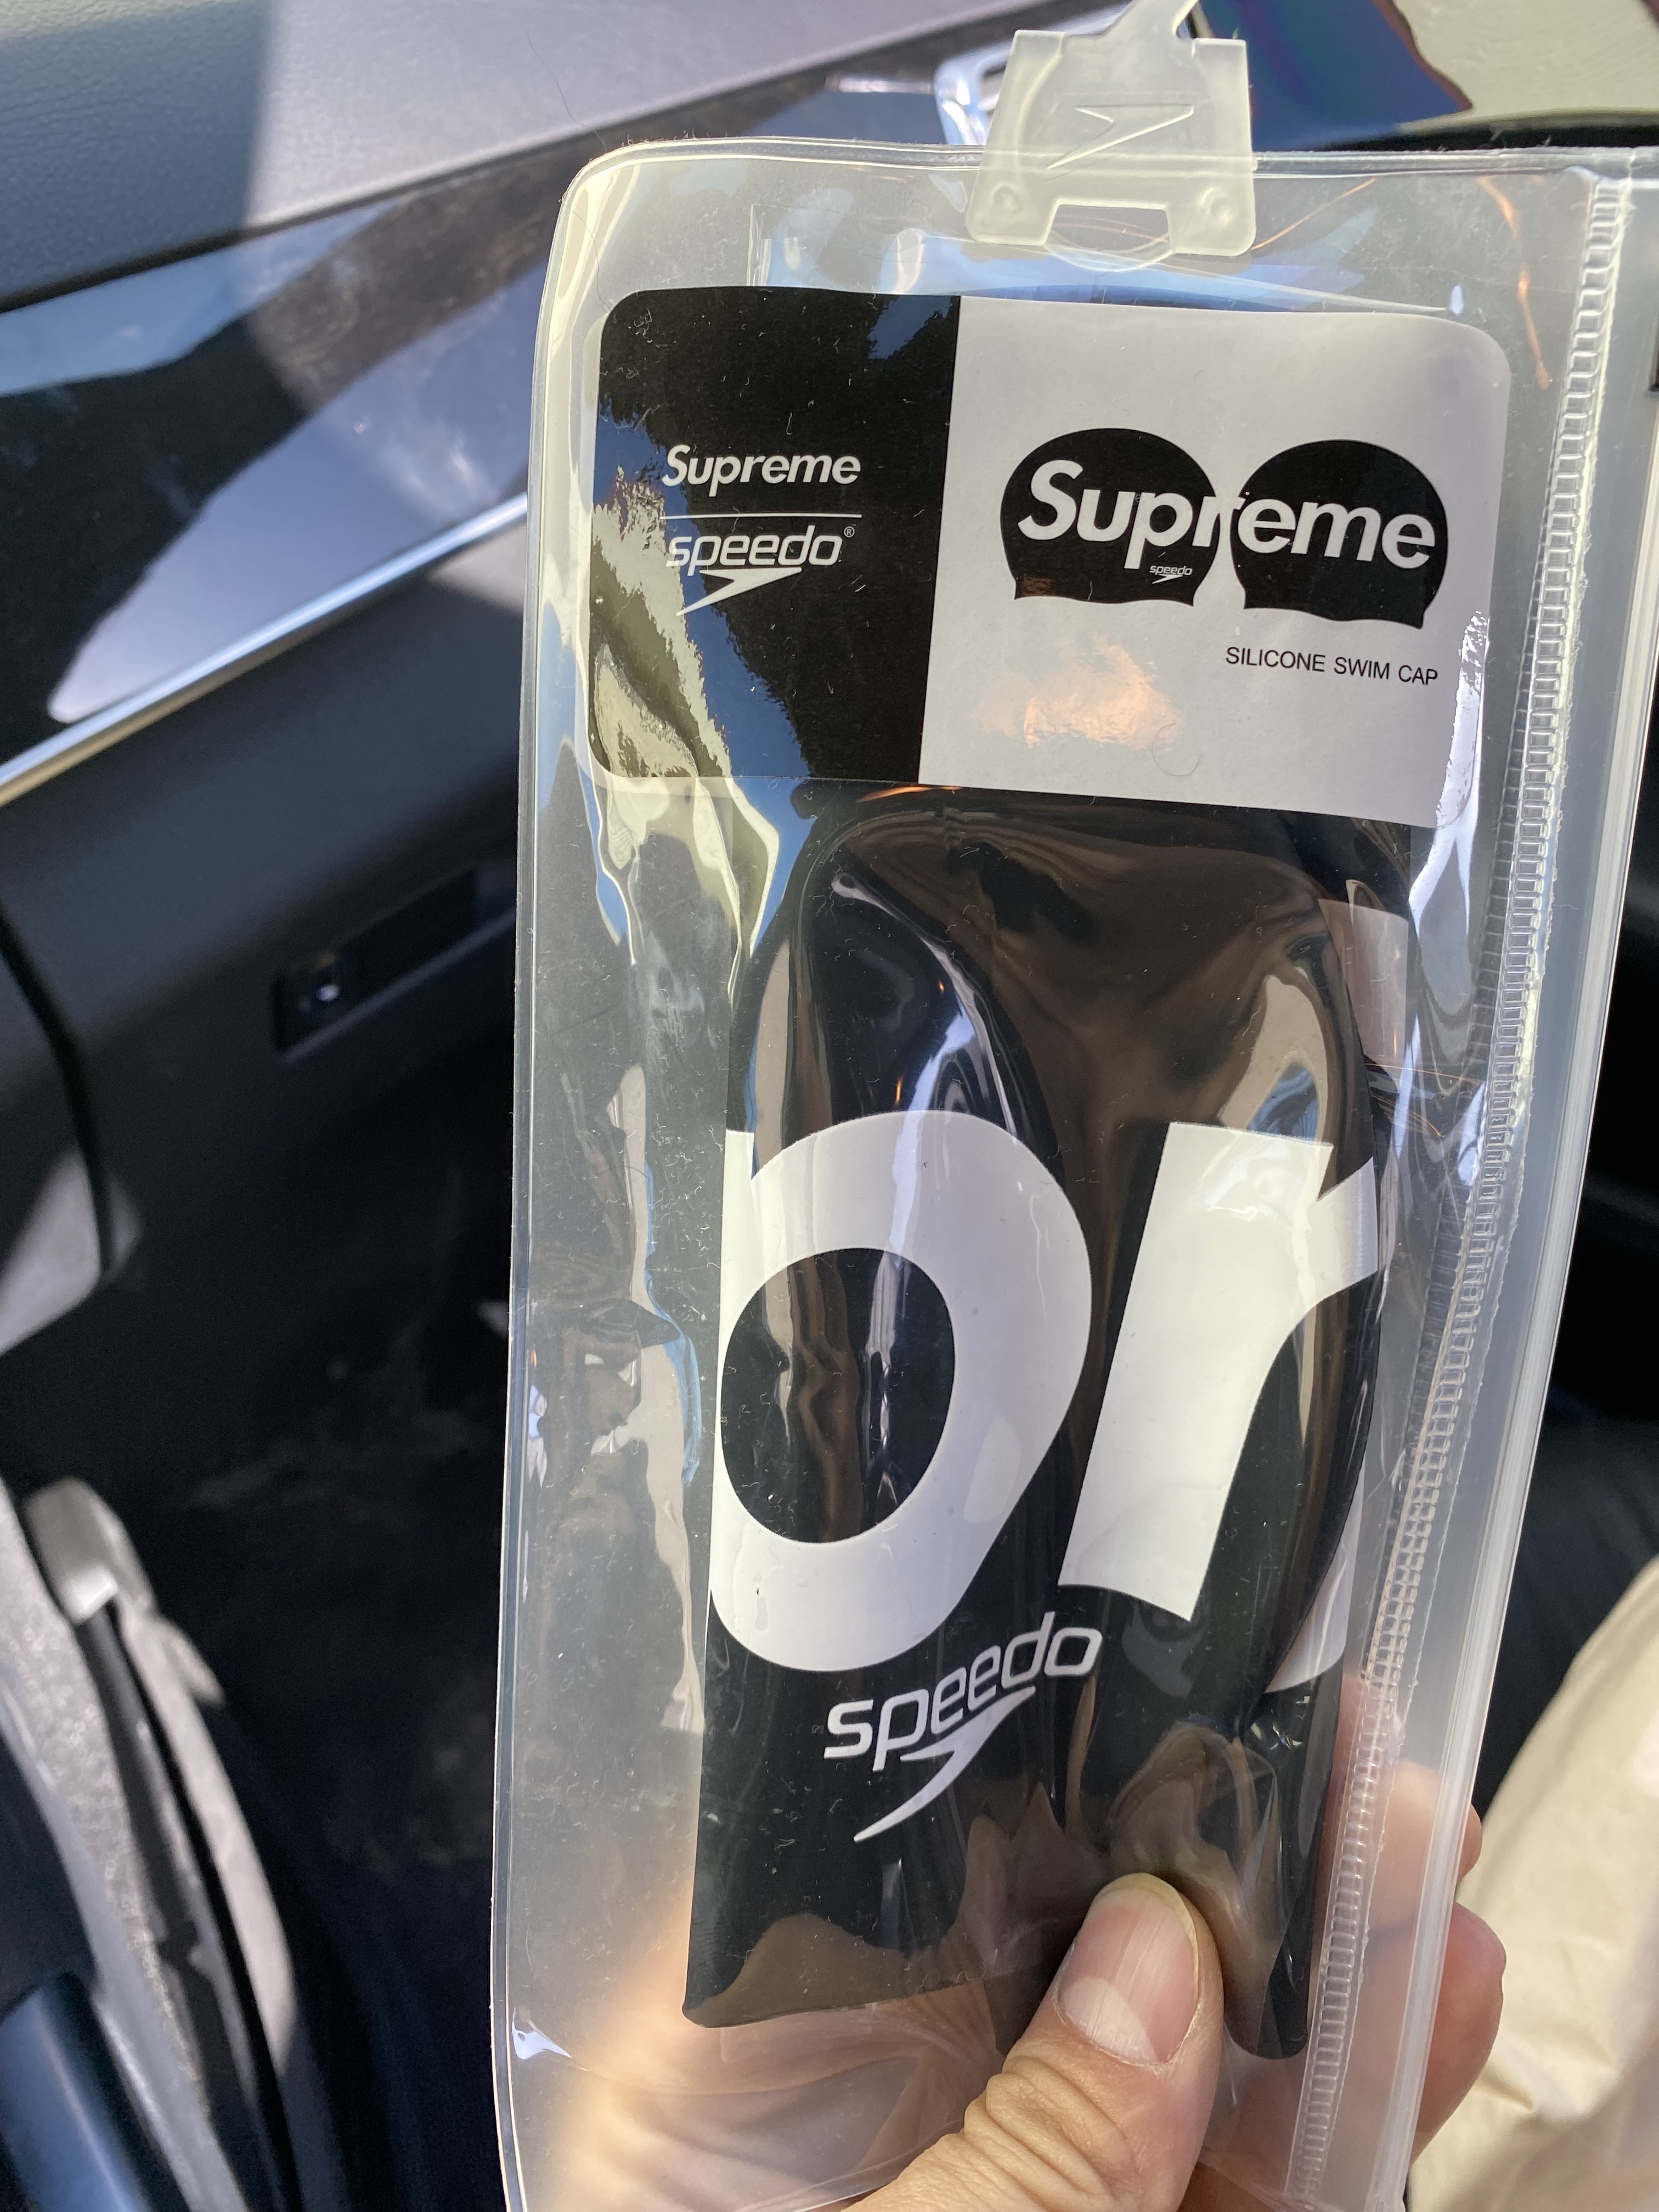 Supreme
speedo®
Supreme
speedo
SILICONE SWIM CAP
pr
speedo